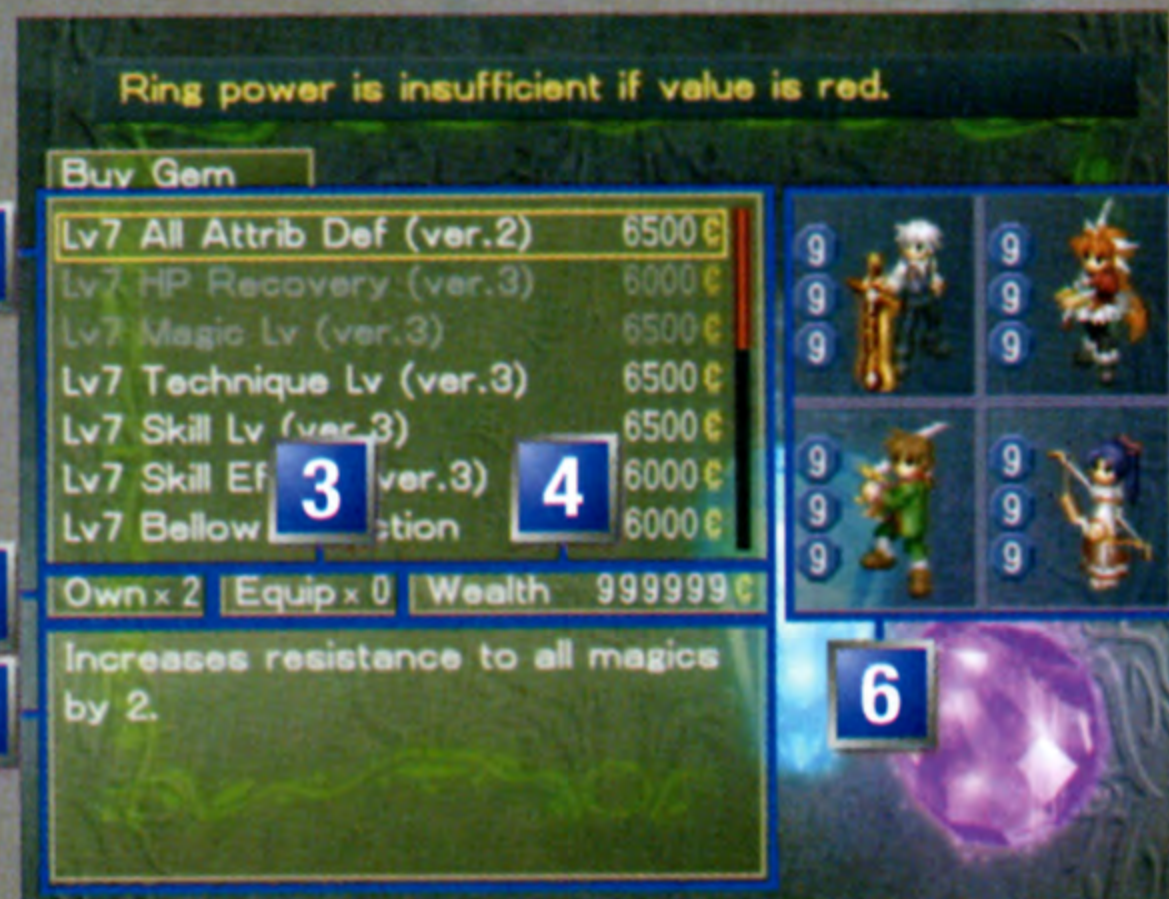 Ring power is insufficient if value is red.
Buy Gem
Lv7 All Attrib Def (ver.2) 6500 ₵
Lv7 HP Recovery (ver.3) 6000 ₵
Lv7 Magic Lv (ver.3) 6500 ₵
Lv7 Technique Lv (ver.3) 6500 ₵
Lv7 Skill Lv (ver.3) 6500 ₵
Lv7 Skill ver.3) 6000 ₵
Lv7 Bellow 6000 ₵
3
4
Own x 2 Equip x 0 Wealth 999999 ₵
Increases resistance to all magics
by 2.
9 9
9 9
9 9
9 9
9 9
9 9
6